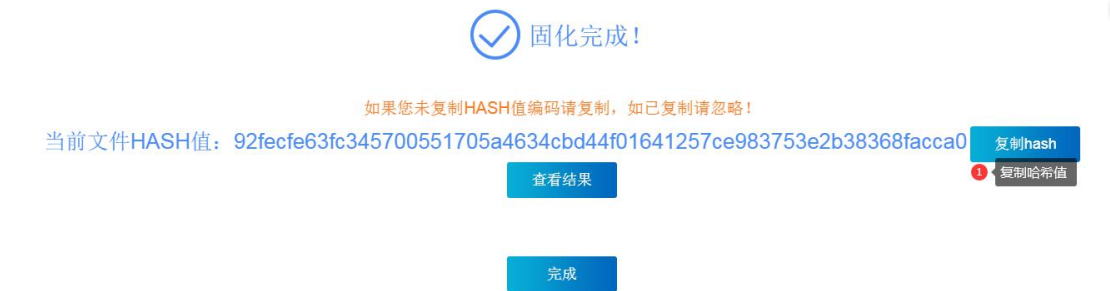 固化完成！
如果您未复制HASH值编码请复制，如已复制请忽略！
当前文件HASH值：92fecfe63fc345700551705a4634cbd44f01641257ce983753e2b38368facca0 复制hash
查看结果 1 复制哈希值
完成